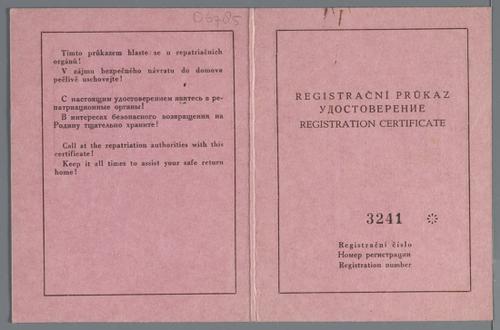 06785
Tímto průkazem hlaste se u repatriačních
orgánů!
V zájmu bezpečného návratu do domova
pečlivě uschovejte!
С настоящим удостоверением явитесь в ре-
патриационные органы!
В интересах безопасного возвращения на
Родину тщательно храните!
Call at the repatriation authorities with this
certificate!
Keep it all times to assist your safe return
home!
REGISTRAČNÍ PRŮKAZ
УДОСТОВЕРЕНИЕ
REGISTRATION CERTIFICATE
3241
Registrační číslo
Номер регистрации
Registration number